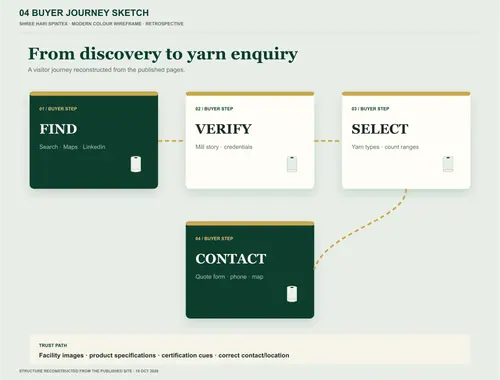 04 BUYER JOURNEY SKETCH
SHREE HARI SPINTEX · MODERN COLOUR WIREFRAME · RETROSPECTIVE
From discovery to yarn enquiry
A visitor journey reconstructed from the published pages.
01 / BUYER STEP
FIND
Search · Maps · LinkedIn
02 / BUYER STEP
VERIFY
Mill story · credentials
03 / BUYER STEP
SELECT
Yarn types · count ranges
04 / BUYER STEP
CONTACT
Quote form · phone · map
TRUST PATH
Facility images · product specifications · certification cues · correct contact/location
STRUCTURE RECONSTRUCTED FROM THE PUBLISHED SITE · 19 OCT 2025